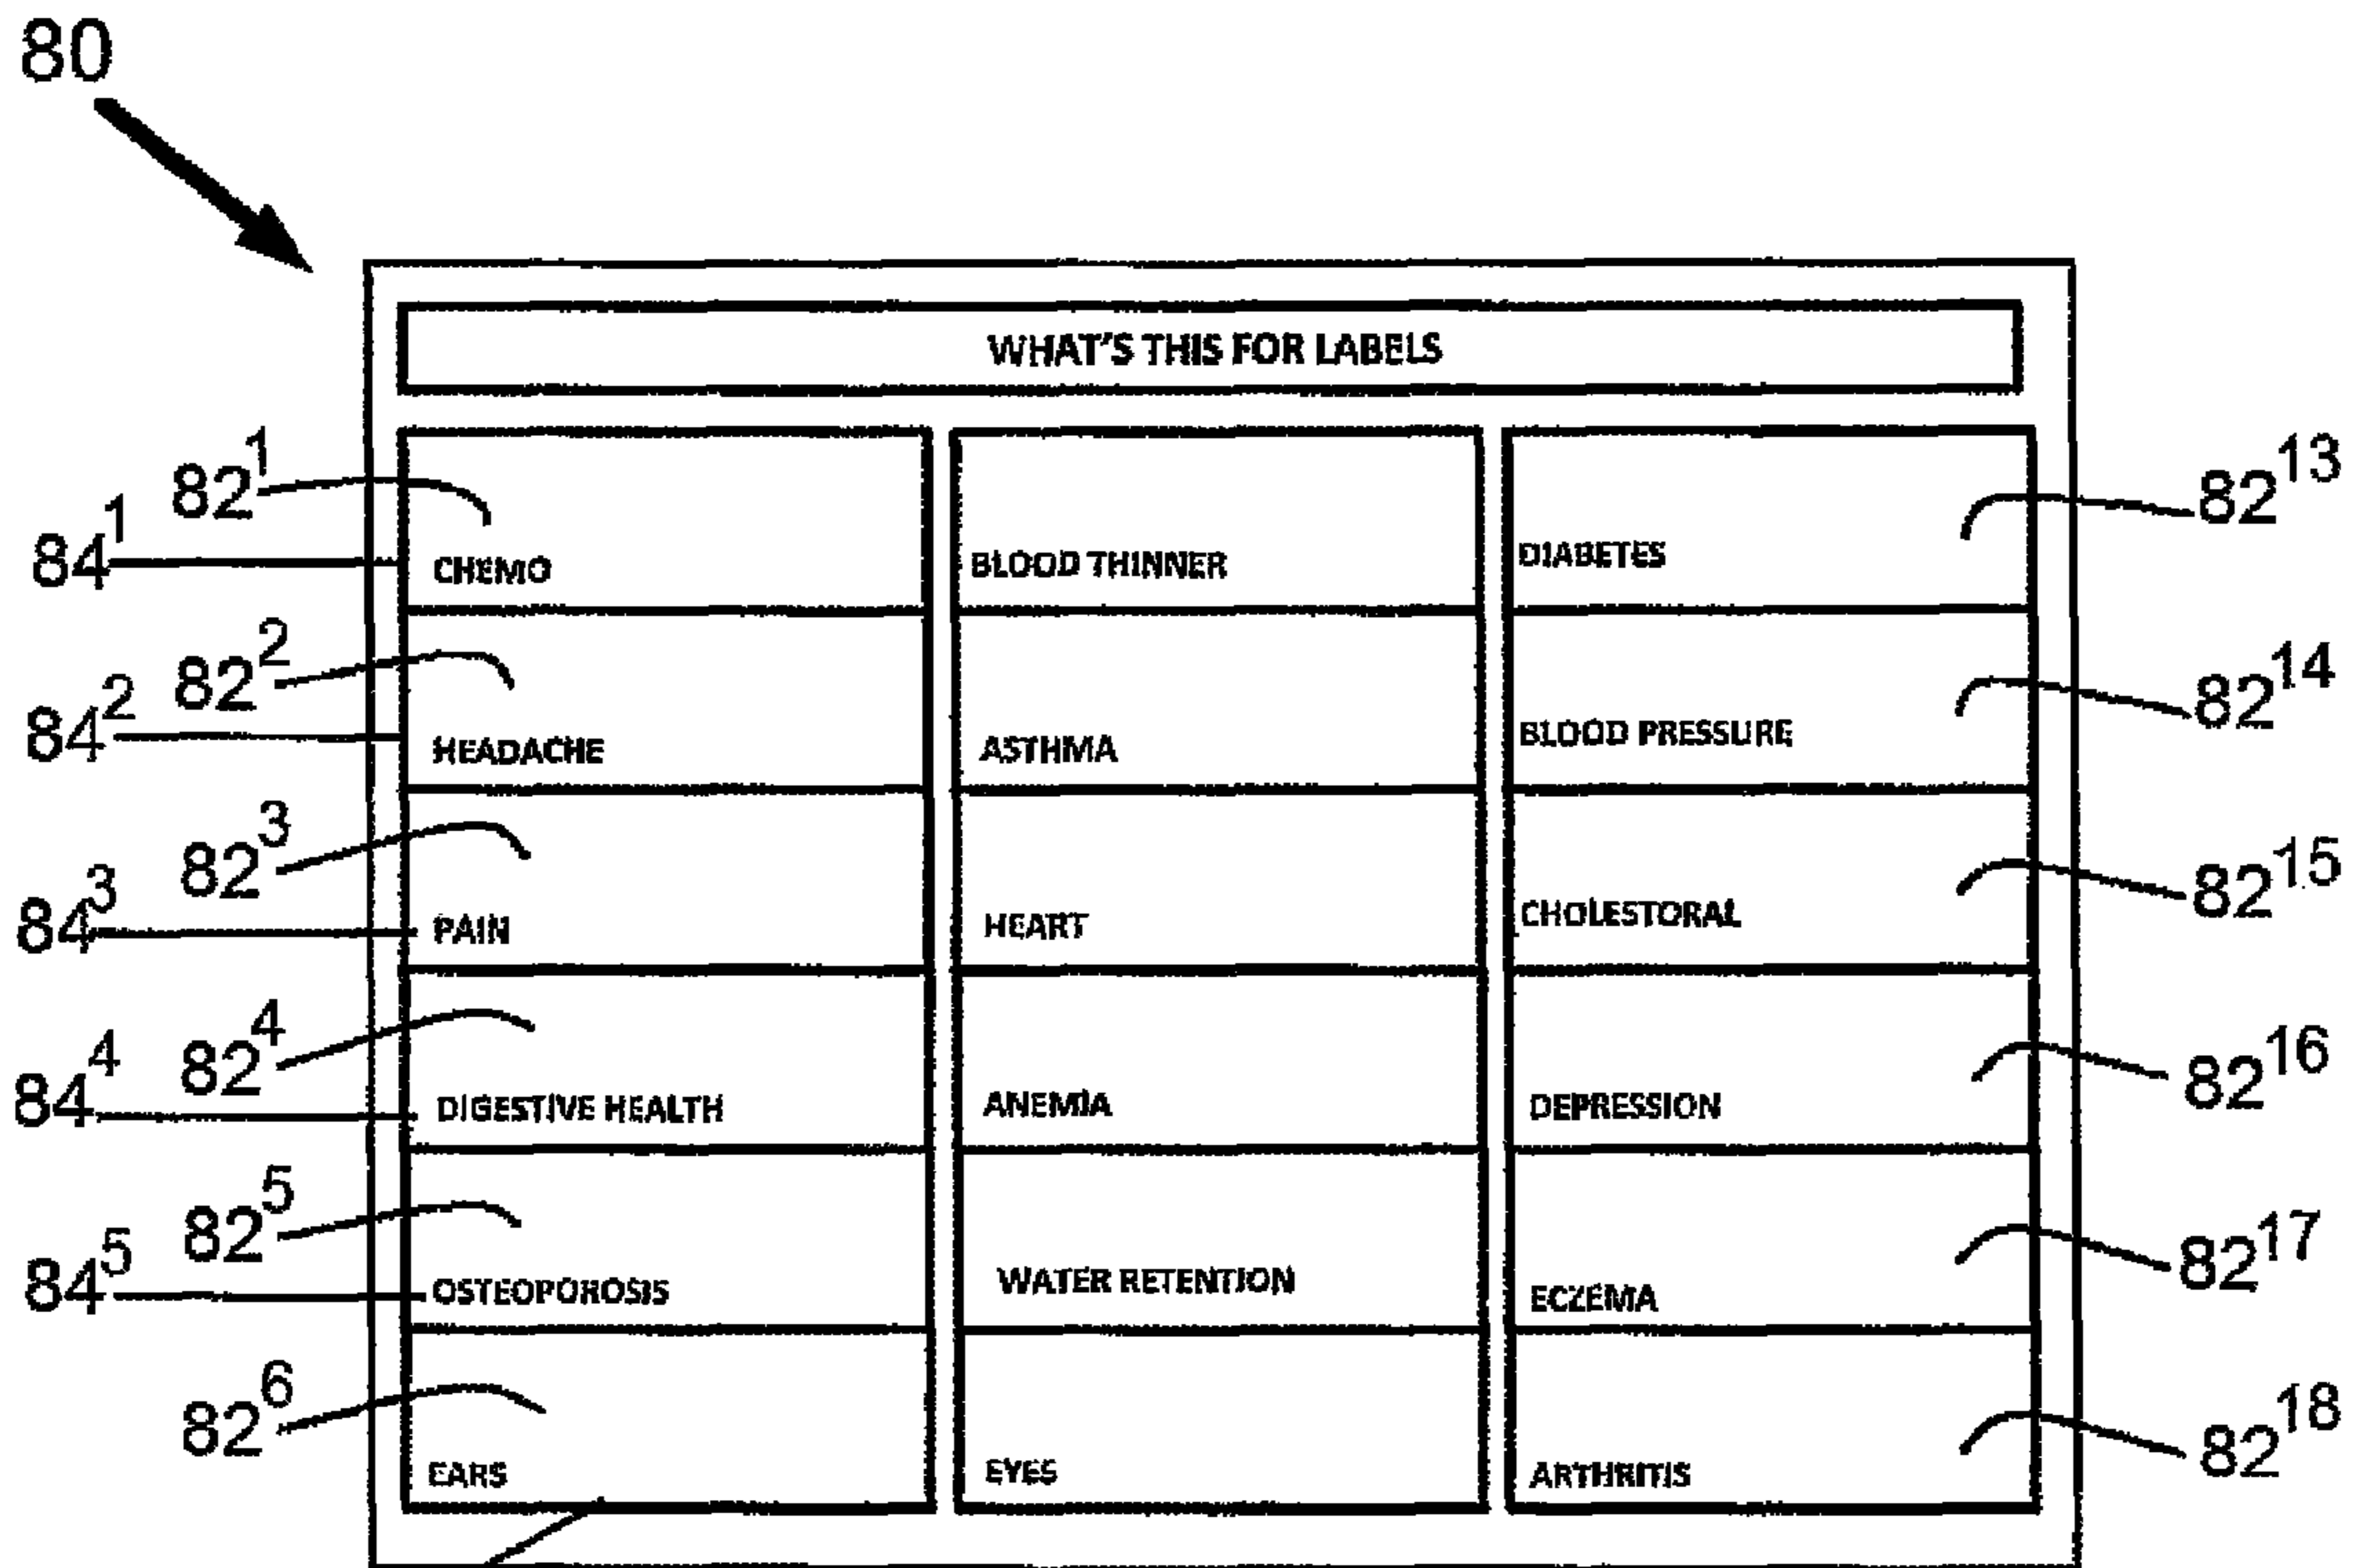 80
WHAT'S THIS FOR LABELS
82¹ 82¹³
84¹ CHEMO BLOOD THINNER DIABETES
82² 82¹⁴
84² HEADACHE ASTHMA BLOOD PRESSURE
82³ 82¹⁵
84³ PAIN HEART CHOLESTORAL
82⁴ 82¹⁶
84⁴ DIGESTIVE HEALTH ANEMIA DEPRESSION
82⁵ 82¹⁷
84⁵ OSTEOPOROSIS WATER RETENTION ECZEMA
82⁶ 82¹⁸
EARS EYES ARTHRITIS